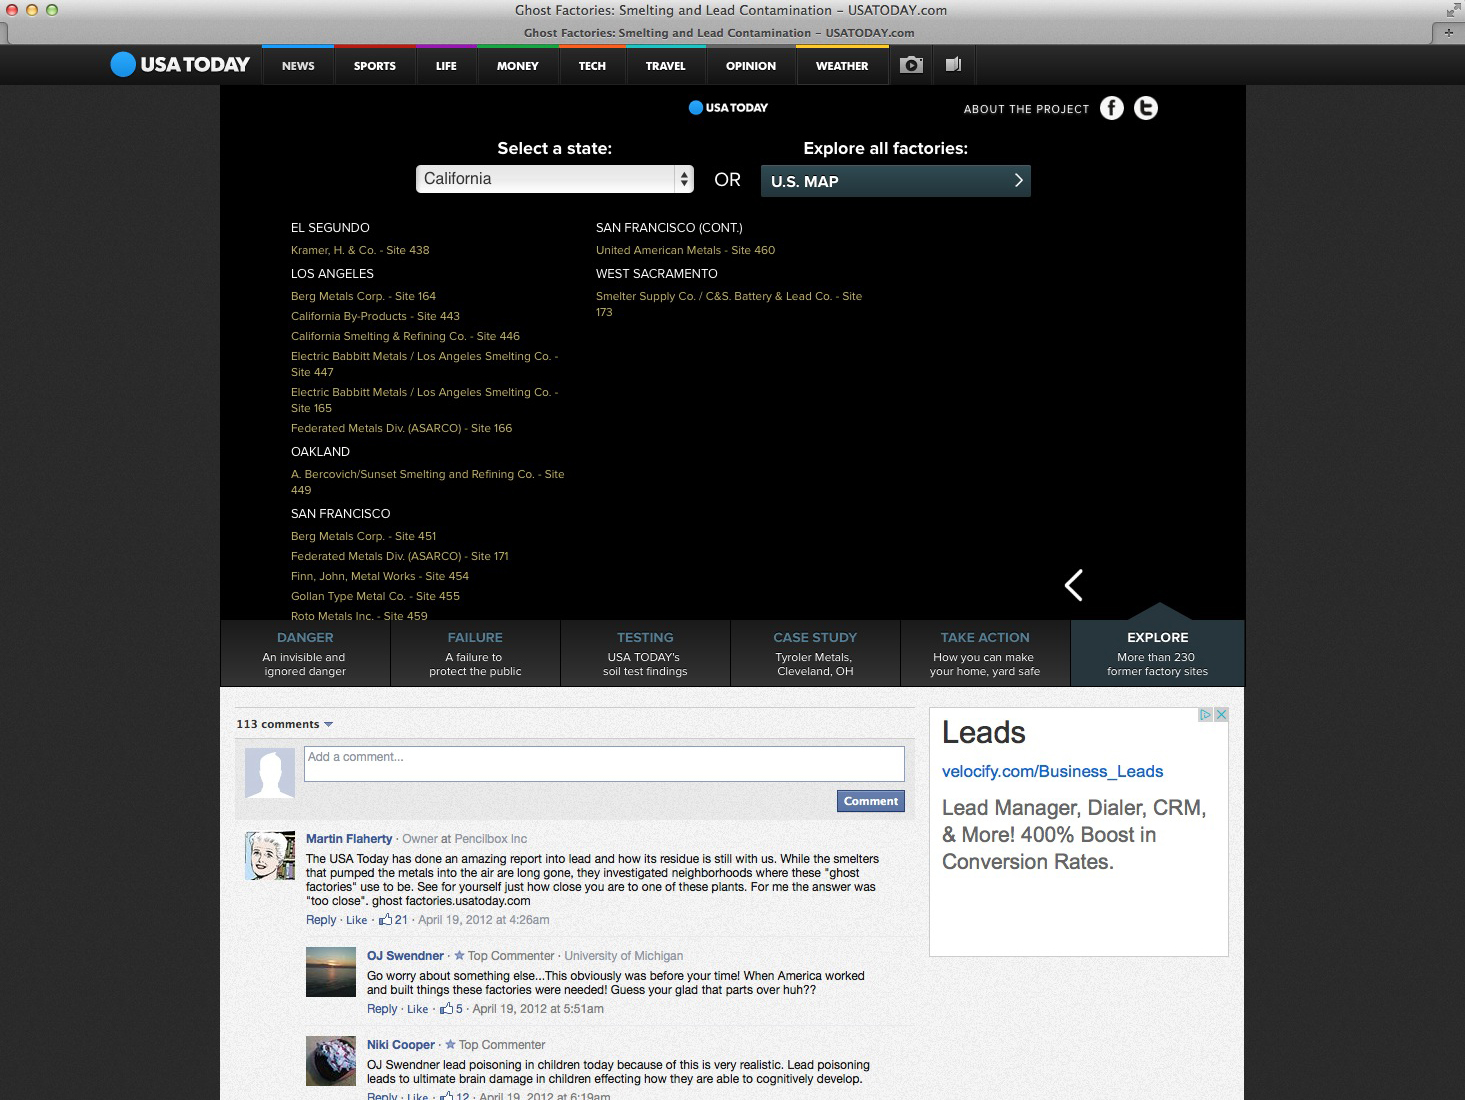 Ghost Factories: Smelting and Lead Contamination – USATODAY.com
Ghost Factories: Smelting and Lead Contamination – USATODAY.com
USA TODAY NEWS SPORTS LIFE MONEY TECH TRAVEL OPINION WEATHER
USA TODAY
ABOUT THE PROJECT
Select a state:
Explore all factories:
California
OR
U.S. MAP
EL SEGUNDO
Kramer, H. & Co. - Site 438
LOS ANGELES
Berg Metals Corp. - Site 164
California By-Products - Site 443
California Smelting & Refining Co. - Site 446
Electric Babbitt Metals / Los Angeles Smelting Co. -
Site 447
Electric Babbitt Metals / Los Angeles Smelting Co. -
Site 165
Federated Metals Div. (ASARCO) - Site 166
OAKLAND
A. Bercovich/Sunset Smelting and Refining Co. - Site
449
SAN FRANCISCO
Berg Metals Corp. - Site 451
Federated Metals Div. (ASARCO) - Site 171
Finn, John, Metal Works - Site 454
Gollan Type Metal Co. - Site 455
Roto Metals Inc. - Site 459
SAN FRANCISCO (CONT.)
United American Metals - Site 460
WEST SACRAMENTO
Smelter Supply Co. / C&S. Battery & Lead Co. - Site
173
DANGER
An invisible and
ignored danger
FAILURE
A failure to
protect the public
TESTING
USA TODAY's
soil test findings
CASE STUDY
Tyroler Metals,
Cleveland, OH
TAKE ACTION
How you can make
your home, yard safe
EXPLORE
More than 230
former factory sites
113 comments
Add a comment...
Comment
Martin Flaherty · Owner at Pencilbox Inc
The USA Today has done an amazing report into lead and how its residue is still with us. While the smelters
that pumped the metals into the air are long gone, they investigated neighborhoods where these "ghost
factories" use to be. See for yourself just how close you are to one of these plants. For me the answer was
"too close". ghost factories.usatoday.com
Reply · Like · 21 · April 19, 2012 at 4:26am
OJ Swendner · Top Commenter · University of Michigan
Go worry about something else...This obviously was before your time! When America worked
and built things these factories were needed! Guess your glad that parts over huh??
Reply · Like · 5 · April 19, 2012 at 5:51am
Niki Cooper · Top Commenter
OJ Swendner lead poisoning in children today because of this is very realistic. Lead poisoning
leads to ultimate brain damage in children effecting how they are able to cognitively develop.
Reply · Like · 12 · April 19, 2012 at 6:19am
Leads
velocify.com/Business_Leads
Lead Manager, Dialer, CRM,
& More! 400% Boost in
Conversion Rates.